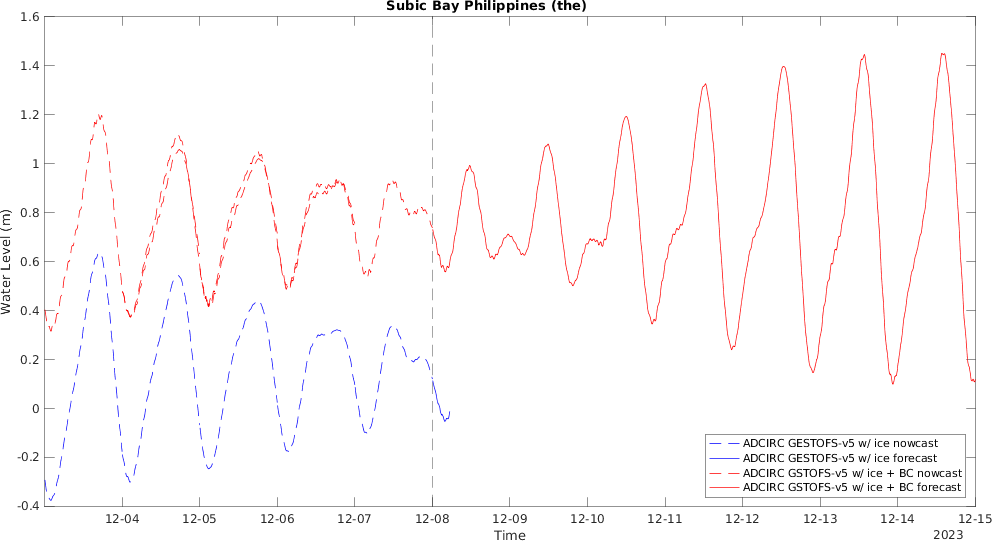 Subic Bay Philippines (the)
1.6
1.4
1.2
1
0.8
0.6
0.4
0.2
0
-0.2
-0.4
Water Level (m)
ADCIRC GESTOFS-v5 w/ ice nowcast
ADCIRC GESTOFS-v5 w/ ice forecast
ADCIRC GSTOFS-v5 w/ ice + BC nowcast
ADCIRC GSTOFS-v5 w/ ice + BC forecast
12-04 12-05 12-06 12-07 12-08 12-09 12-10 12-11 12-12 12-13 12-14 12-15
Time
2023